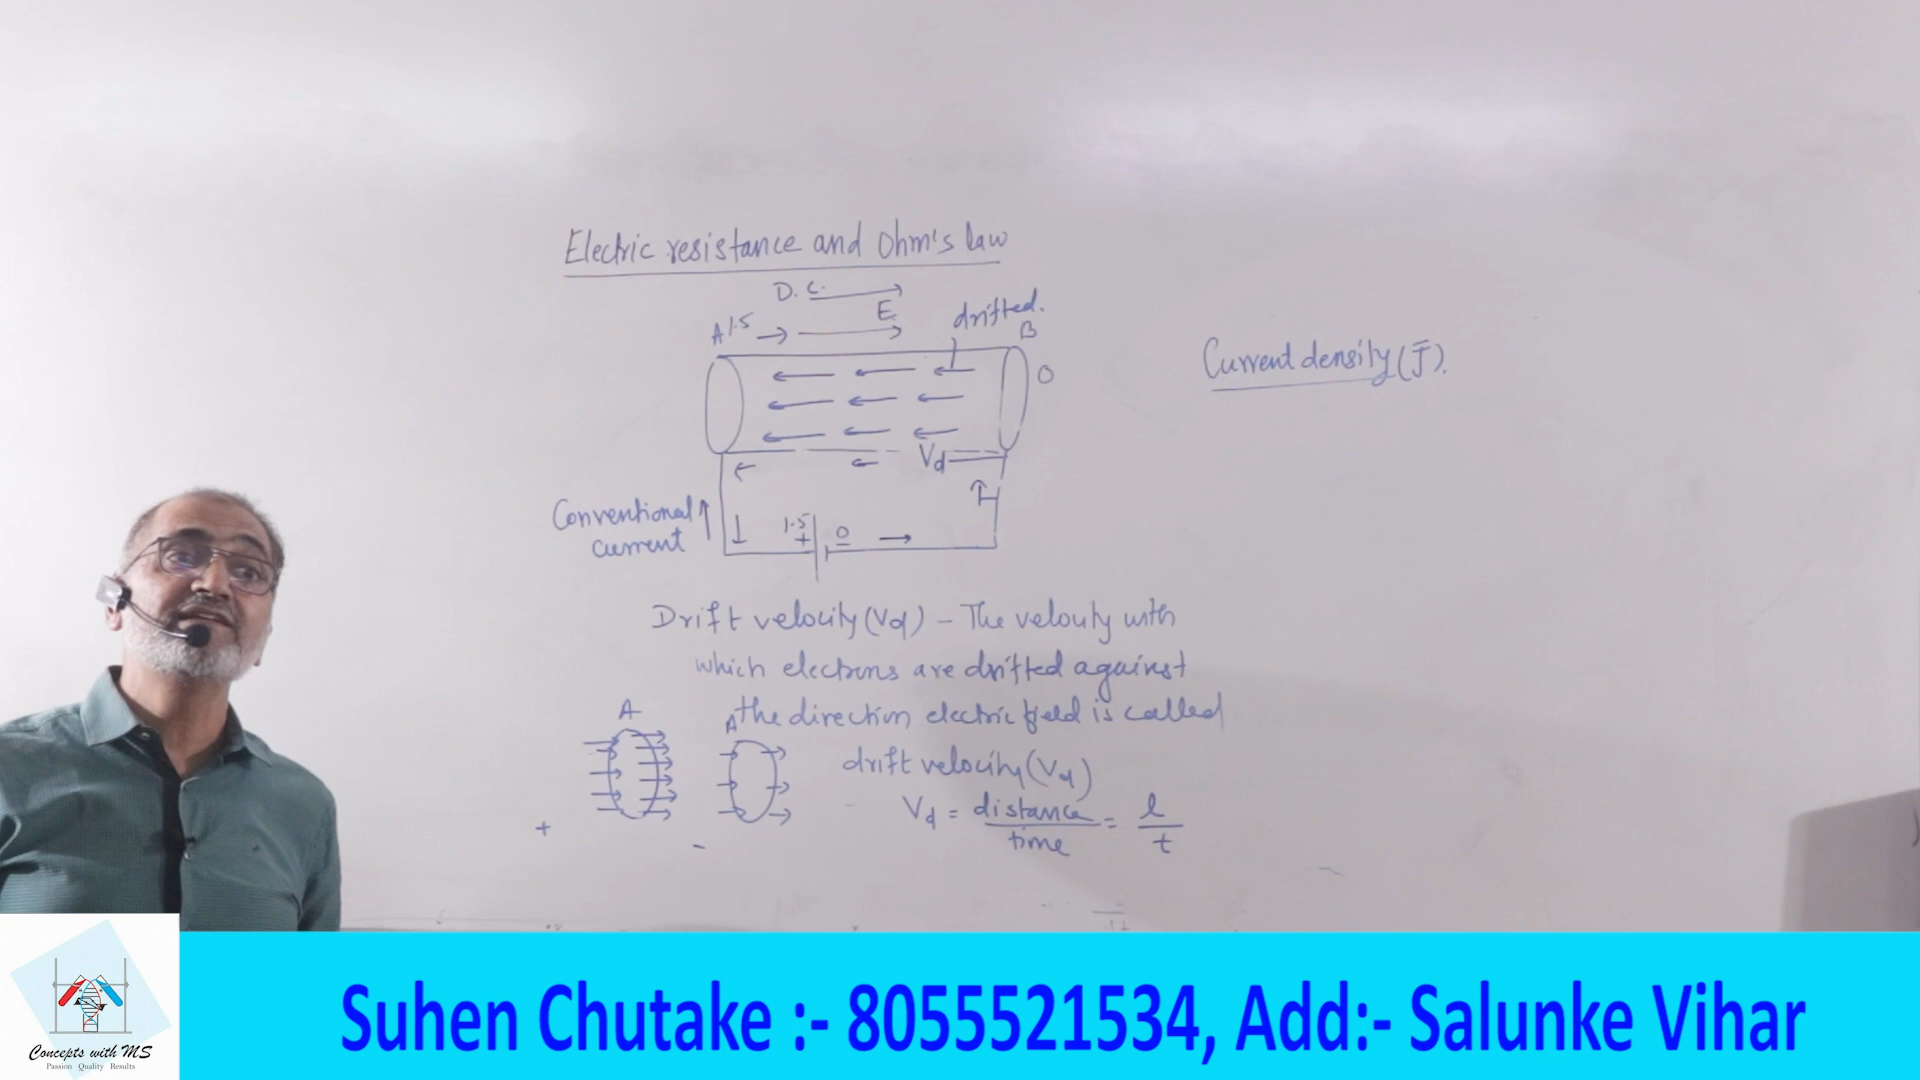 Electric resistance and Ohm's law
D.C.
E
drifted.
A 1.5
B
O
Current density (J̄).
Vd
Conventional
current
1.5
+
0
-
Drift velocity (Vd) - The velocity with
which electrons are drifted against
the direction electric field is called
A
A
drift velocity (Vd)
Vd = distance/time = l/t
+
-
Concepts with MS
Passion Quality Results
Suhen Chutake :- 8055521534, Add:- Salunke Vihar